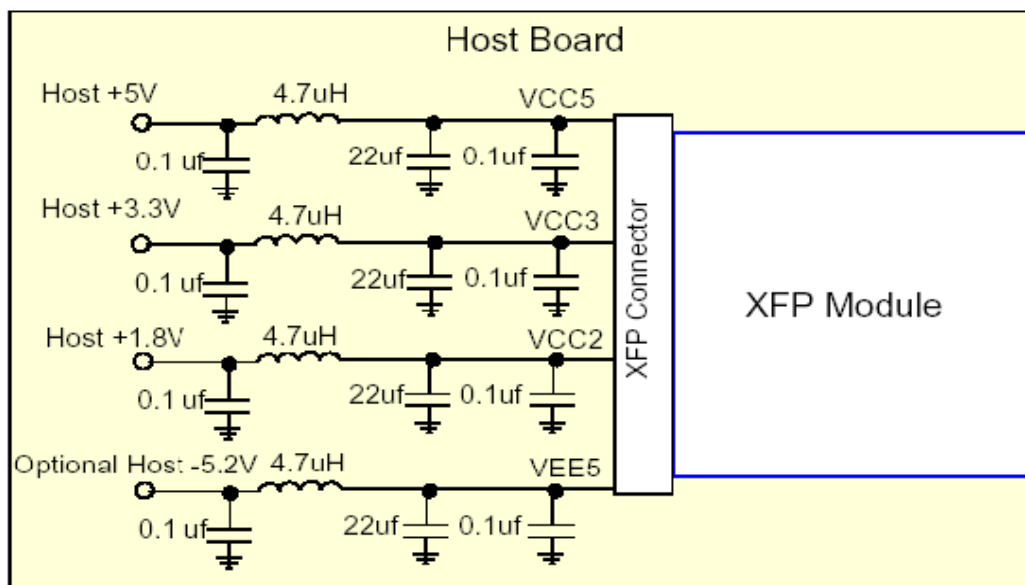 Host Board
Host +5V
4.7uH
VCC5
0.1 uf
22uf
0.1uf
Host +3.3V
4.7uH
VCC3
0.1 uf
22uf
0.1uf
Host +1.8V
4.7uH
VCC2
0.1 uf
22uf
0.1uf
Optional Host -5.2V
4.7uH
VEE5
0.1 uf
22uf
0.1uf
XFP Connector
XFP Module